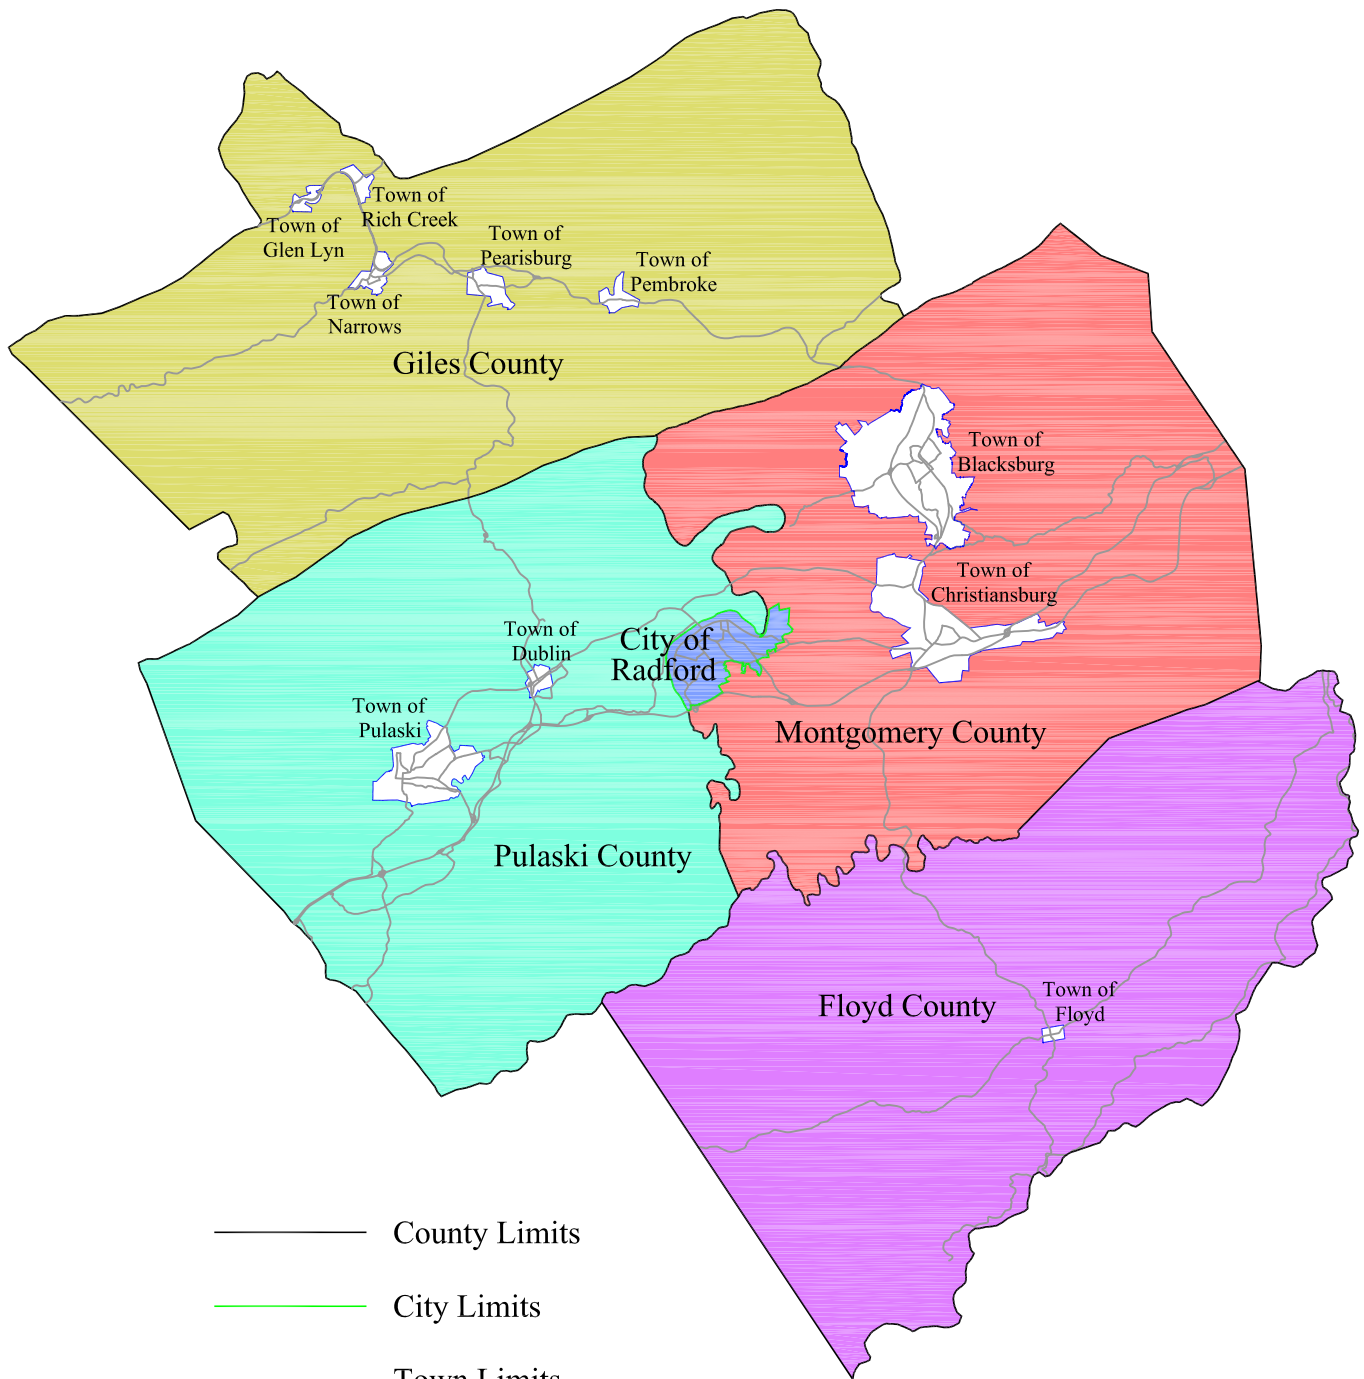 Town of
Rich Creek
Town of
Glen Lyn
Town of
Pearisburg
Town of
Pembroke
Town of
Narrows
Giles County
Town of
Blacksburg
Town of
Christiansburg
City of
Radford
Town of
Dublin
Town of
Pulaski
Montgomery County
Pulaski County
Floyd County
Town of
Floyd
County Limits
City Limits
Town Limits